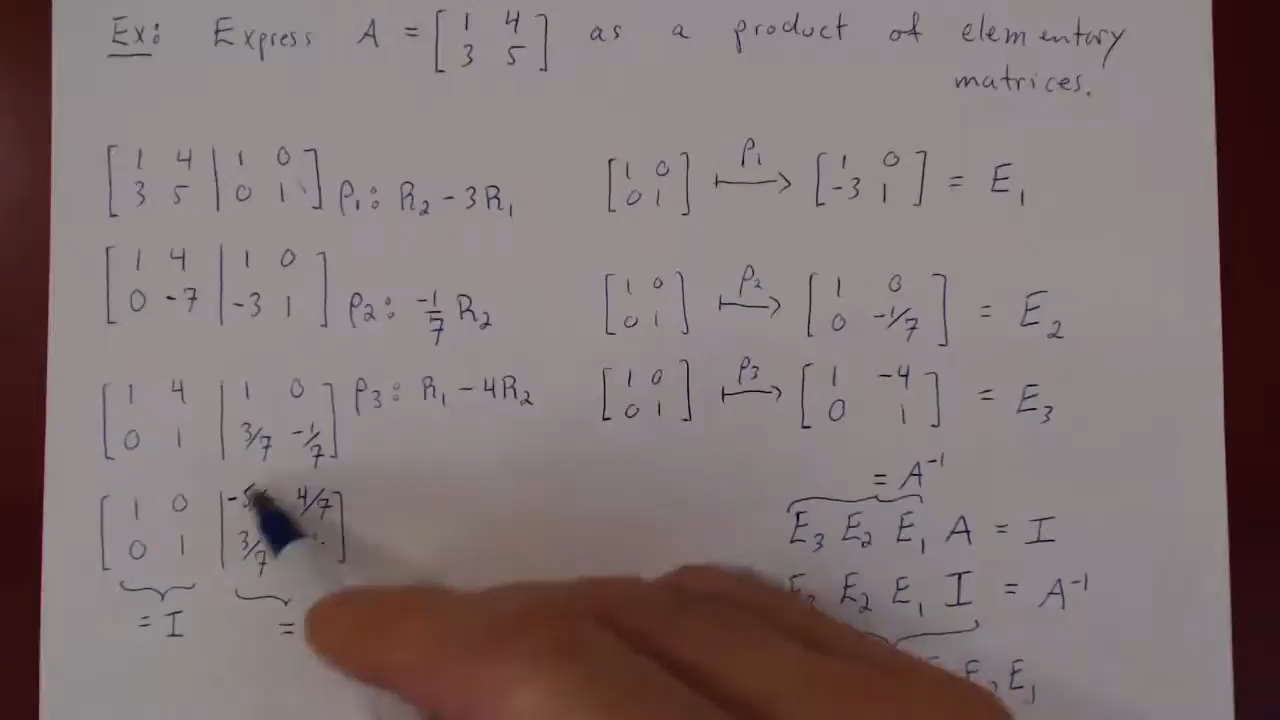 Ex: Express A = [ 1 4 ; 3 5 ] as a product of elementary
matrices.
[ 1 4 | 1 0 ; 3 5 | 0 1 ] ρ1: R2 - 3R1
[ 1 4 | 1 0 ; 0 -7 | -3 1 ] ρ2: -1/7 R2
[ 1 4 | 1 0 ; 0 1 | 3/7 -1/7 ] ρ3: R1 - 4R2
[ 1 0 | -5 4/7 ; 0 1 | 3/7 ]
= I =
[ 1 0 ; 0 1 ] ρ1⟼ [ 1 0 ; -3 1 ] = E1
[ 1 0 ; 0 1 ] ρ2⟼ [ 1 0 ; 0 -1/7 ] = E2
[ 1 0 ; 0 1 ] ρ3⟼ [ 1 -4 ; 0 1 ] = E3
= A⁻¹
E3 E2 E1 A = I
E2 E1 I = A⁻¹
E1